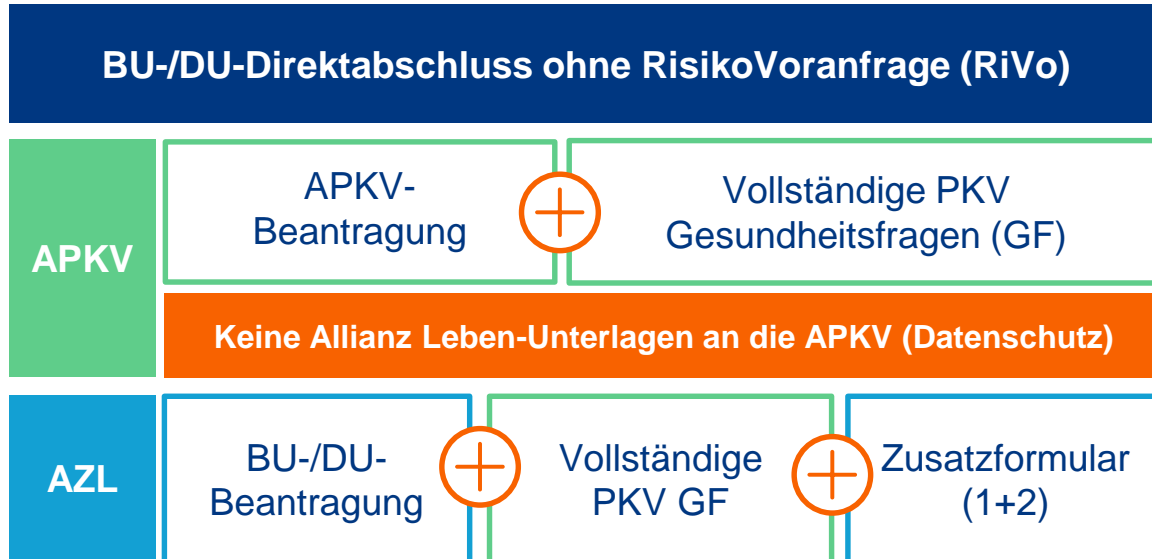 BU-/DU-Direktabschluss ohne RisikoVoranfrage (RiVo)
APKV
APKV-
Beantragung
Vollständige PKV
Gesundheitsfragen (GF)
Keine Allianz Leben-Unterlagen an die APKV (Datenschutz)
AZL
BU-/DU-
Beantragung
Vollständige
PKV GF
Zusatzformular
(1+2)